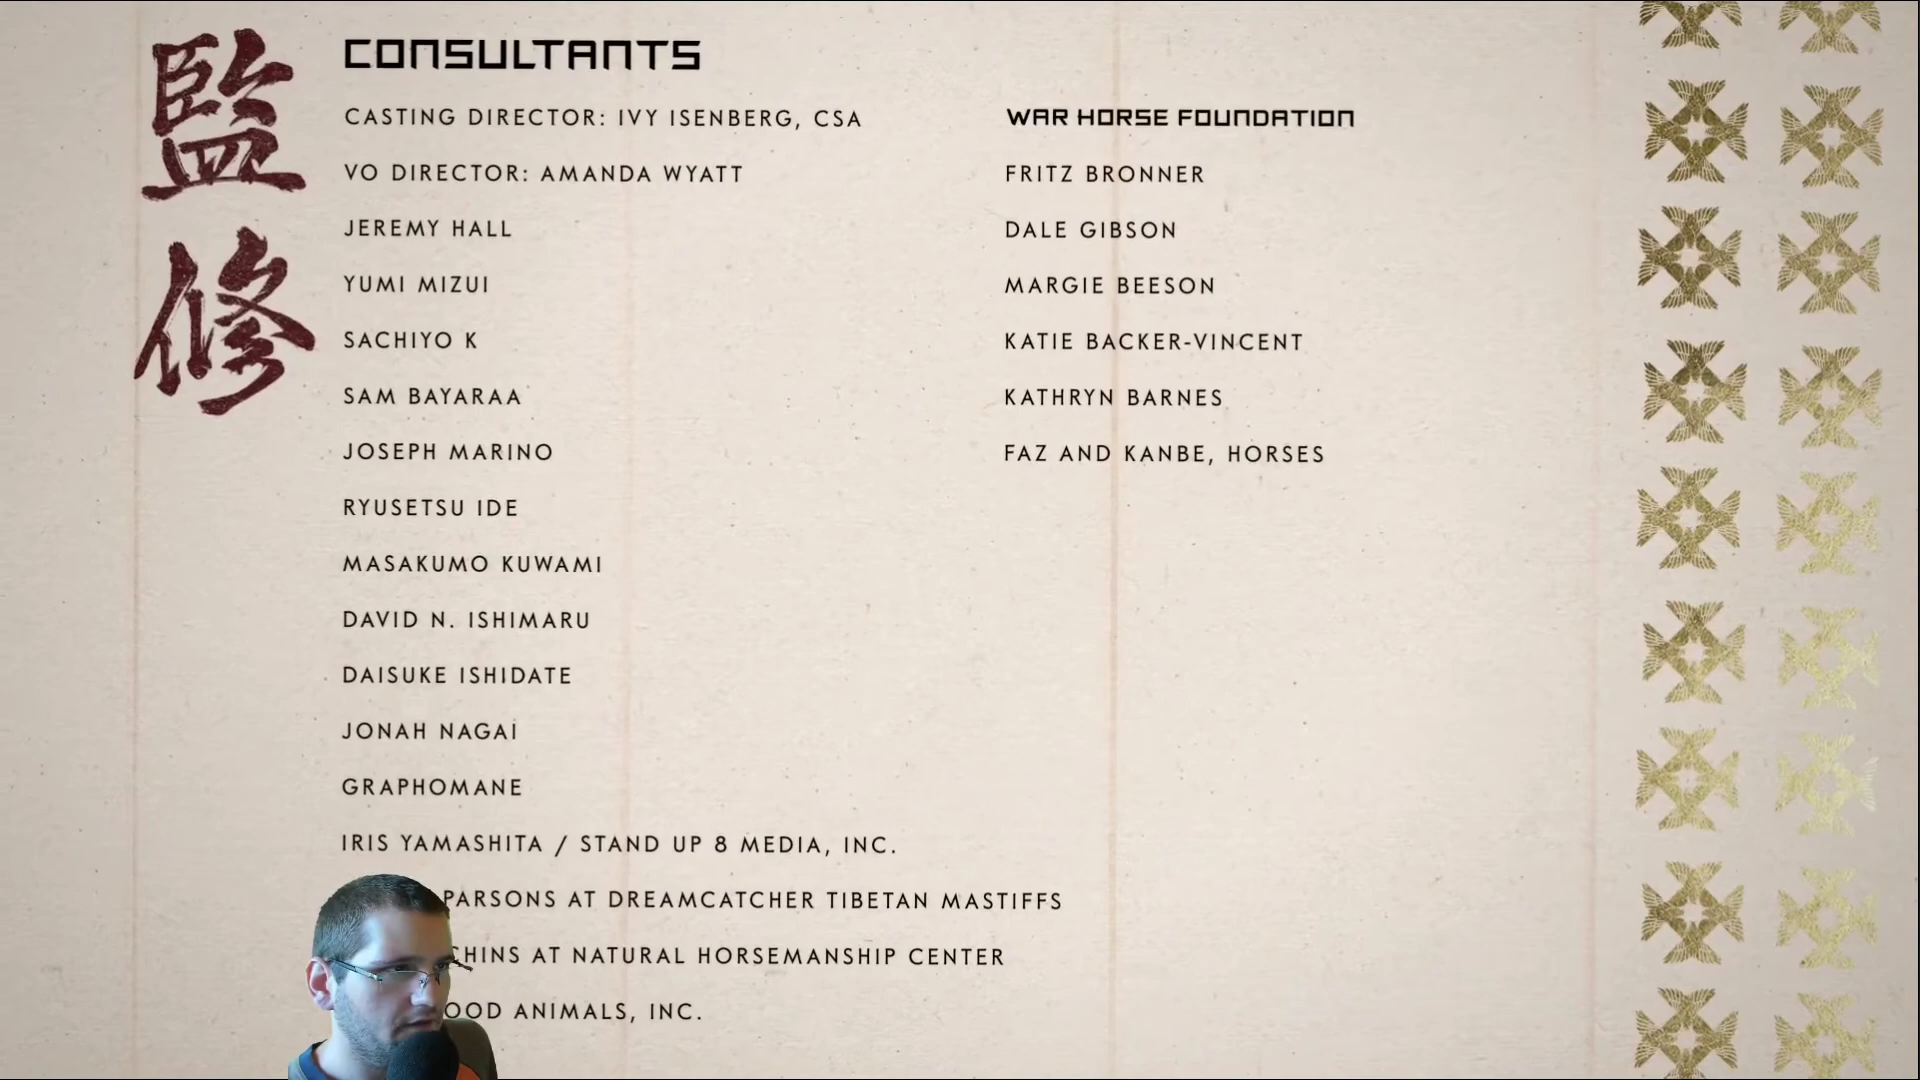 監修
CONSULTANTS
CASTING DIRECTOR: IVY ISENBERG, CSA
VO DIRECTOR: AMANDA WYATT
JEREMY HALL
YUMI MIZUI
SACHIYO K
SAM BAYARAA
JOSEPH MARINO
RYUSETSU IDE
MASAKUMO KUWAMI
DAVID N. ISHIMARU
DAISUKE ISHIDATE
JONAH NAGAI
GRAPHOMANE
IRIS YAMASHITA / STAND UP 8 MEDIA, INC.
PARSONS AT DREAMCATCHER TIBETAN MASTIFFS
AT NATURAL HORSEMANSHIP CENTER
ANIMALS, INC.
WAR HORSE FOUNDATION
FRITZ BRONNER
DALE GIBSON
MARGIE BEESON
KATIE BACKER-VINCENT
KATHRYN BARNES
FAZ AND KANBE, HORSES